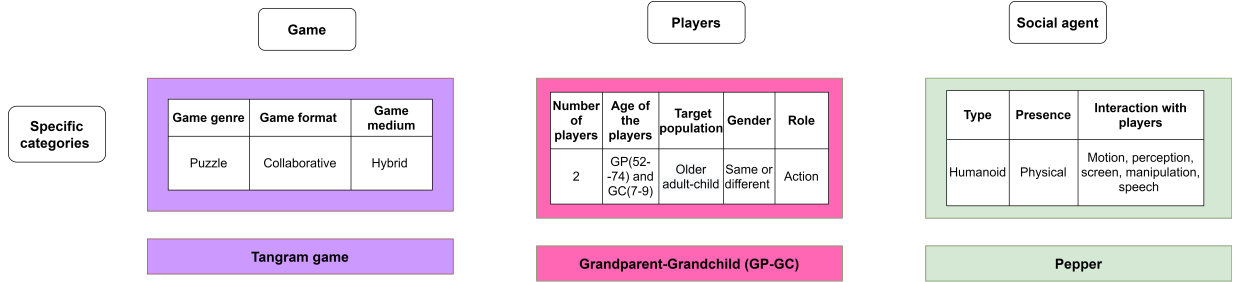 Game
Players
Social agent
Specific
categories
Game genre
Game format
Game
medium
Puzzle
Collaborative
Hybrid
Number
of
players
Age of
the
players
Target
population
Gender
Role
2
GP(52-
-74) and
GC(7-9)
Older
adult-child
Same or
different
Action
Type
Presence
Interaction with
players
Humanoid
Physical
Motion, perception,
screen, manipulation,
speech
Tangram game
Grandparent-Grandchild (GP-GC)
Pepper